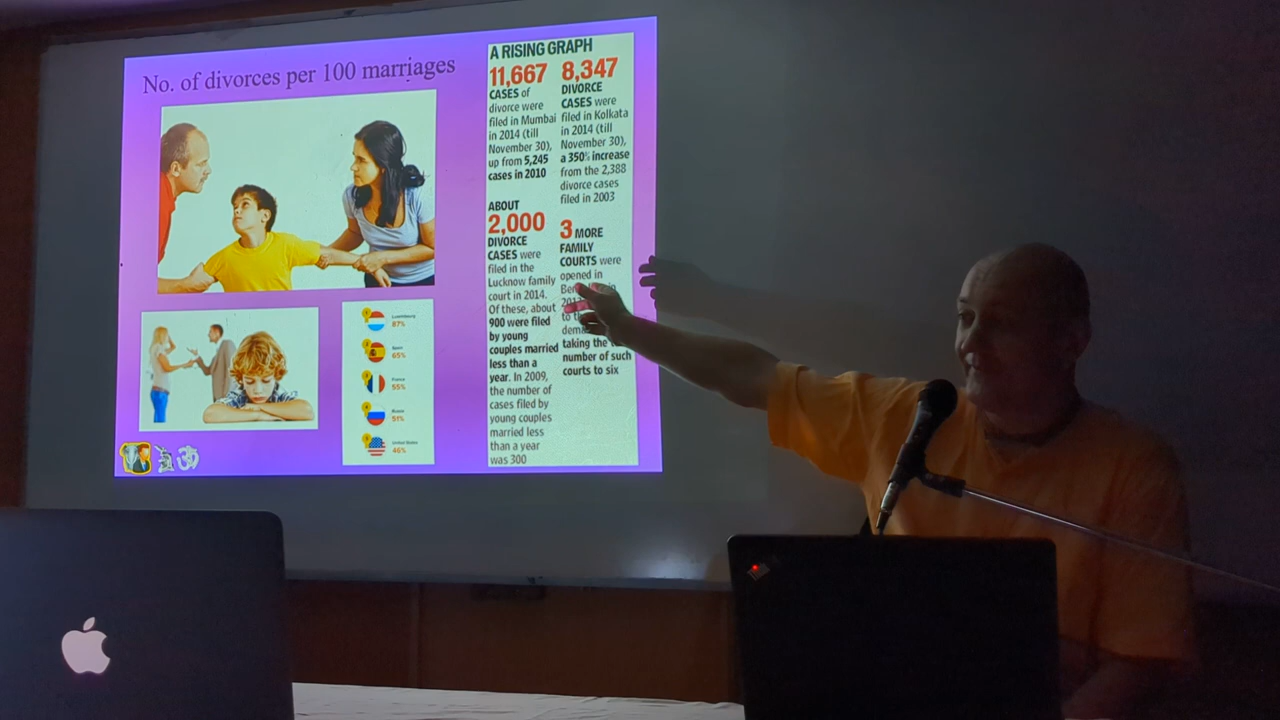 No. of divorces per 100 marriages
A RISING GRAPH
11,667
CASES of
divorce were
filed in Mumbai
in 2014 (till
November 30),
up from 5,245
cases in 2010
8,347
DIVORCE
CASES were
filed in Kolkata
in 2014 (till
November 30),
a 350% increase
from the 2,388
divorce cases
filed in 2003
ABOUT
2,000
DIVORCE
CASES were
filed in the
Lucknow family
court in 2014.
Of these, about
900 were filed
by young
couples married
less than a
year. In 2009,
the number of
cases filed by
young couples
married less
than a year
was 300
3 MORE
FAMILY
COURTS were
opened in
taking the
number of such
courts to six
Luxembourg
87%
Spain
65%
France
55%
Russia
51%
United States
46%
ॐ